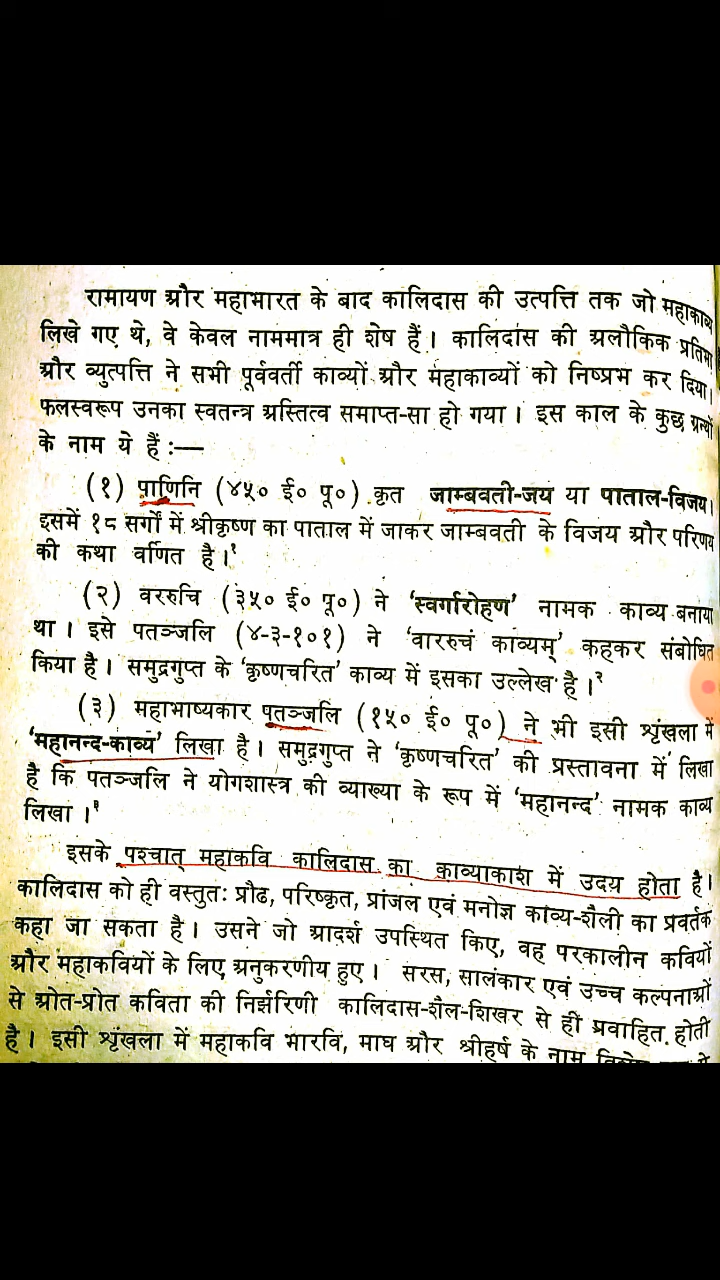 रामायण और महाभारत के बाद कालिदास की उत्पत्ति तक जो महाकाव्य
लिखे गए थे, वे केवल नाममात्र ही शेष हैं। कालिदास की अलौकिक प्रतिभा
और व्युत्पत्ति ने सभी पूर्ववर्ती काव्यों और महाकाव्यों को निष्प्रभ कर दिया।
फलस्वरूप उनका स्वतन्त्र अस्तित्व समाप्त-सा हो गया। इस काल के कुछ ग्रन्थों
के नाम ये हैं :—
(१) पाणिनि (४५० ई० पू०) कृत जाम्बवती-जय या पाताल-विजय।
इसमें १८ सर्गों में श्रीकृष्ण का पाताल में जाकर जाम्बवती के विजय और परिणय
की कथा वर्णित है।¹
(२) वररुचि (३५० ई० पू०) ने 'स्वर्गारोहण' नामक काव्य बनाया
था। इसे पतञ्जलि (४-३-१०१) ने 'वाररुचं काव्यम्' कहकर संबोधित
किया है। समुद्रगुप्त के 'कृष्णचरित' काव्य में इसका उल्लेख है।²
(३) महाभाष्यकार पतञ्जलि (१५० ई० पू०) ने भी इसी शृंखला में
'महानन्द-काव्य' लिखा है। समुद्रगुप्त ने 'कृष्णचरित' की प्रस्तावना में लिखा
है कि पतञ्जलि ने योगशास्त्र की व्याख्या के रूप में 'महानन्द' नामक काव्य
लिखा।
इसके पश्चात् महाकवि कालिदास का काव्याकाश में उदय होता है।
कालिदास को ही वस्तुतः प्रौढ, परिष्कृत, प्रांजल एवं मनोज्ञ काव्य-शैली का प्रवर्तक
कहा जा सकता है। उसने जो आदर्श उपस्थित किए, वह परकालीन कवियों
और महाकवियों के लिए अनुकरणीय हुए। सरस, सालंकार एवं उच्च कल्पनाओं
से ओत-प्रोत कविता की निर्झरिणी कालिदास-शैल-शिखर से ही प्रवाहित होती
है। इसी शृंखला में महाकवि भारवि, माघ और श्रीहर्ष के नाम